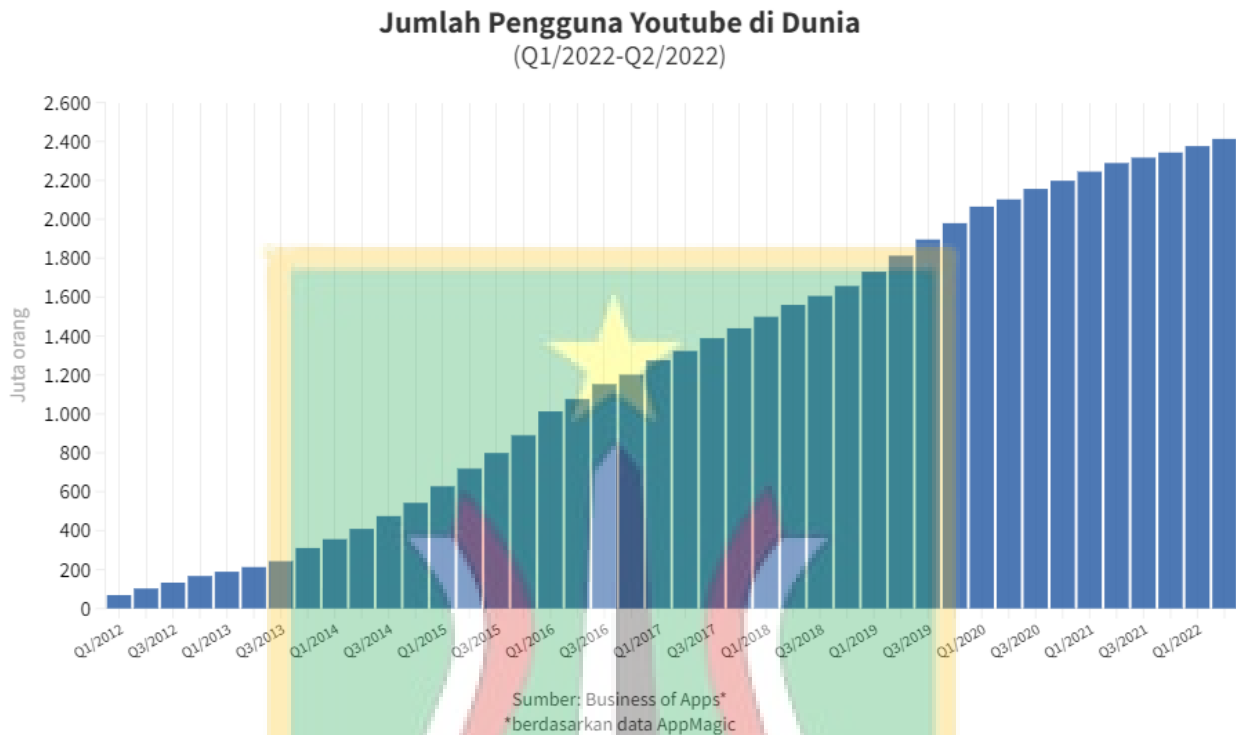 Jumlah Pengguna Youtube di Dunia
(Q1/2022-Q2/2022)
2.600
2.400
2.200
2.000
1.800
1.600
1.400
1.200
1.000
800
600
400
200
0
Juta orang
Q1/2012
Q3/2012
Q1/2013
Q3/2013
Q1/2014
Q3/2014
Q1/2015
Q3/2015
Q1/2016
Q3/2016
Q1/2017
Q3/2017
Q1/2018
Q3/2018
Q1/2019
Q3/2019
Q1/2020
Q3/2020
Q1/2021
Q3/2021
Q1/2022
Sumber: Business of Apps*
*berdasarkan data AppMagic